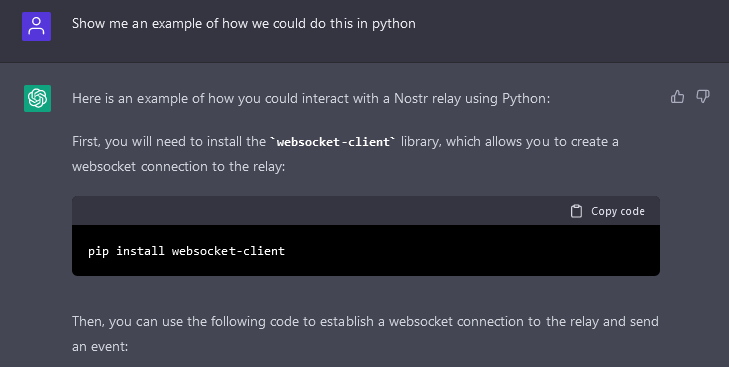 Show me an example of how we could do this in python
Here is an example of how you could interact with a Nostr relay using Python:
First, you will need to install the `websocket-client` library, which allows you to create a
websocket connection to the relay:
Copy code
pip install websocket-client
Then, you can use the following code to establish a websocket connection to the relay and send
an event: